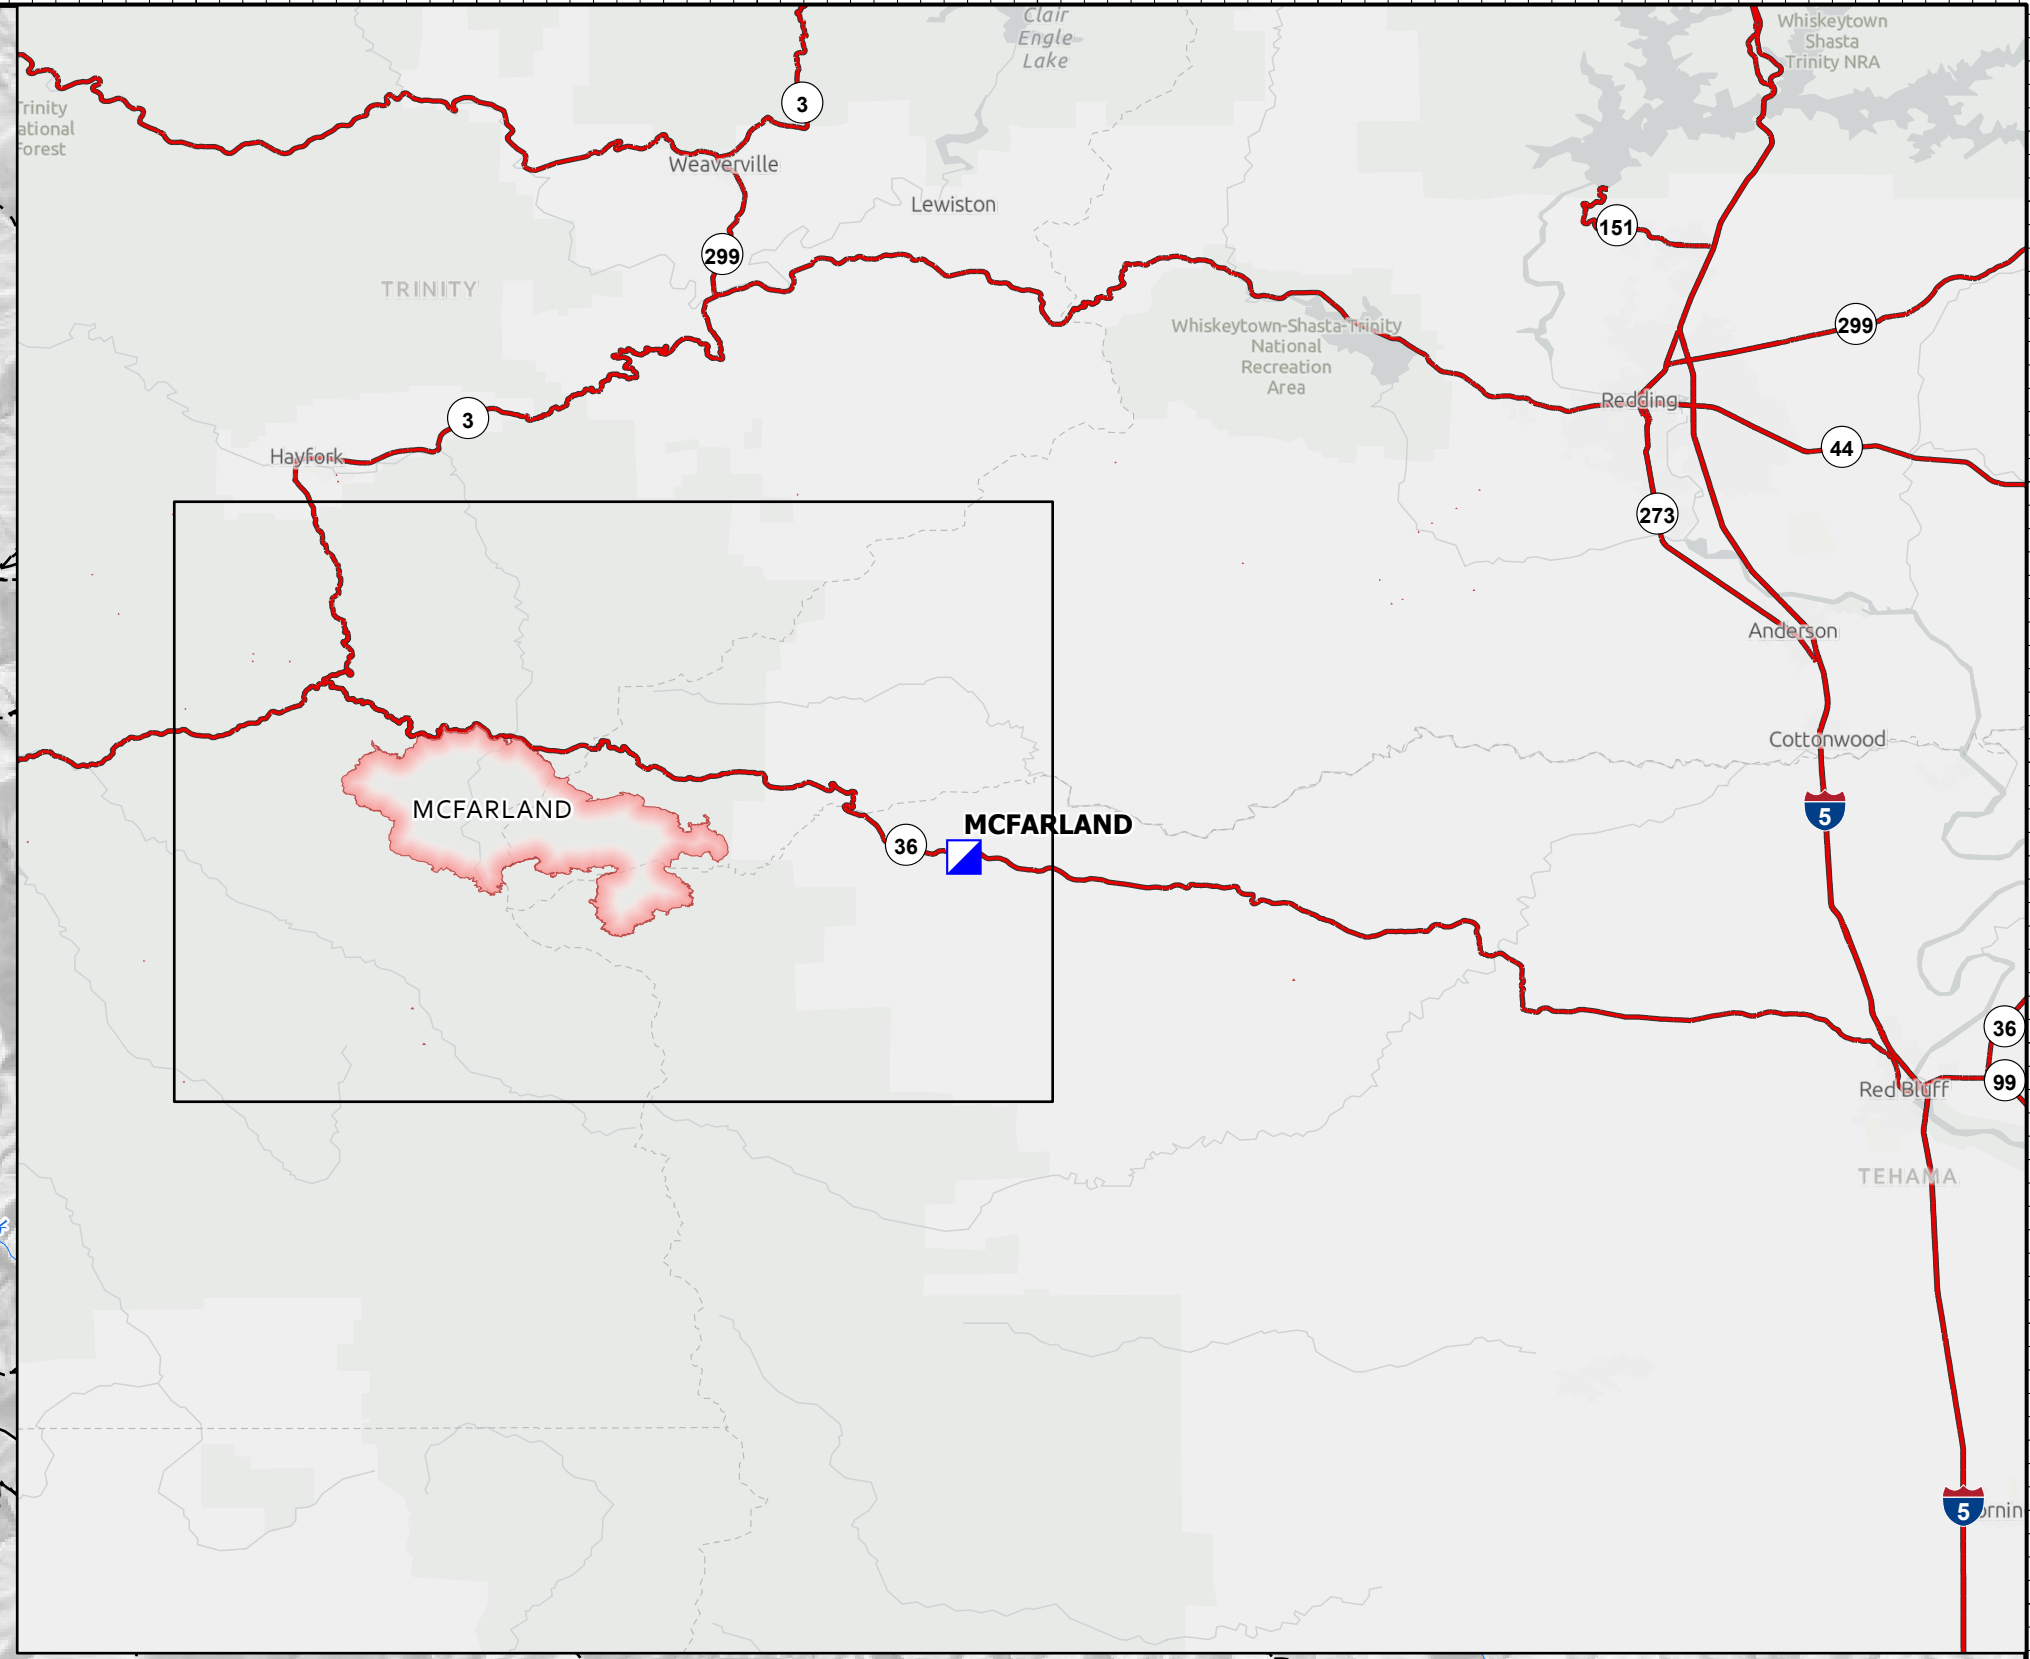 Clair
Engle
Lake
Whiskeytown
Shasta
Trinity NRA
3
Trinity
ational
Forest
Weaverville
Lewiston
151
299
TRINITY
299
Whiskeytown-Shasta-Trinity
National
Recreation
Area
Redding
3
44
Hayfork
273
Anderson
Cottonwood
MCFARLAND
5
MCFARLAND
36
36
99
Red Bluff
TEHAMA
5
ornin